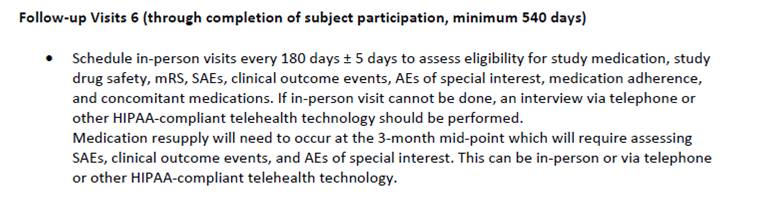 Follow-up Visits 6 (through completion of subject participation, minimum 540 days)
• Schedule in-person visits every 180 days ± 5 days to assess eligibility for study medication, study
drug safety, mRS, SAEs, clinical outcome events, AEs of special interest, medication adherence,
and concomitant medications. If in-person visit cannot be done, an interview via telephone or
other HIPAA-compliant telehealth technology should be performed.
Medication resupply will need to occur at the 3-month mid-point which will require assessing
SAEs, clinical outcome events, and AEs of special interest. This can be in-person or via telephone
or other HIPAA-compliant telehealth technology.